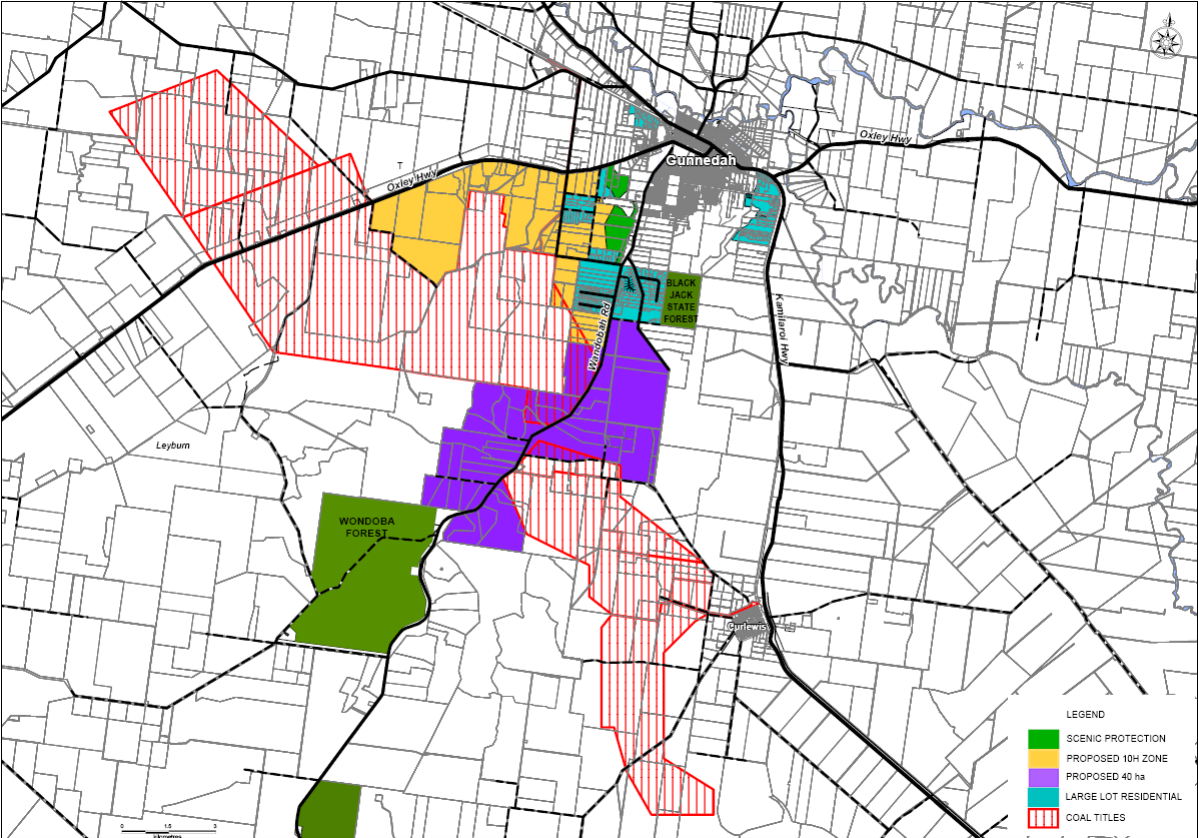 Oxley Hwy
Gunnedah
Oxley Hwy
BLACK
JACK
STATE
FOREST
Wandobah Rd
Kamilaroi Hwy
Leyburn
WONDOBA
FOREST
Curlewis
LEGEND
SCENIC PROTECTION
PROPOSED 10H ZONE
PROPOSED 40 ha
LARGE LOT RESIDENTIAL
COAL TITLES
0 1.5 3
kilometres